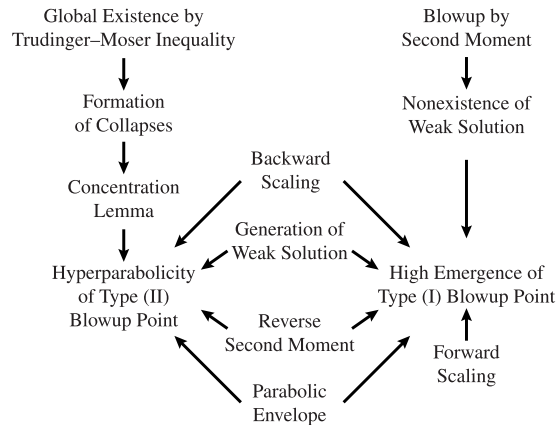 Global Existence by
Trudinger–Moser Inequality
Blowup by
Second Moment
Formation
of Collapses
Nonexistence of
Weak Solution
Backward
Scaling
Concentration
Lemma
Generation of
Weak Solution
Hyperparabolicity
of Type (II)
Blowup Point
High Emergence of
Type (I) Blowup Point
Reverse
Second Moment
Forward
Scaling
Parabolic
Envelope